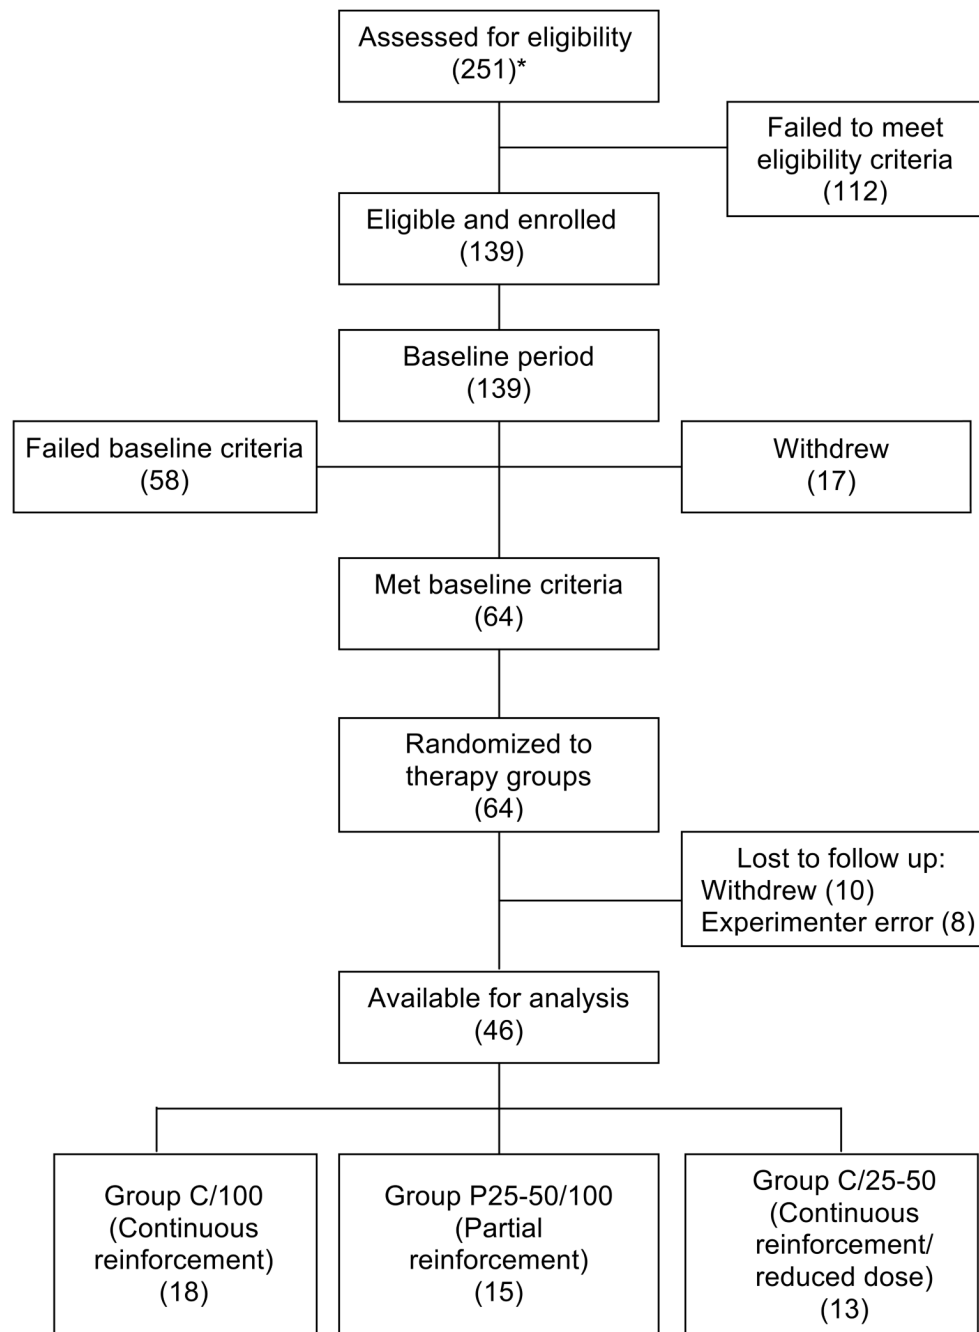 Assessed for eligibility
(251)*
Failed to meet
eligibility criteria
(112)
Eligible and enrolled
(139)
Baseline period
(139)
Failed baseline criteria
(58)
Withdrew
(17)
Met baseline criteria
(64)
Randomized to
therapy groups
(64)
Lost to follow up:
Withdrew (10)
Experimenter error (8)
Available for analysis
(46)
Group C/100
(Continuous
reinforcement)
(18)
Group P25-50/100
(Partial
reinforcement)
(15)
Group C/25-50
(Continuous
reinforcement/
reduced dose)
(13)